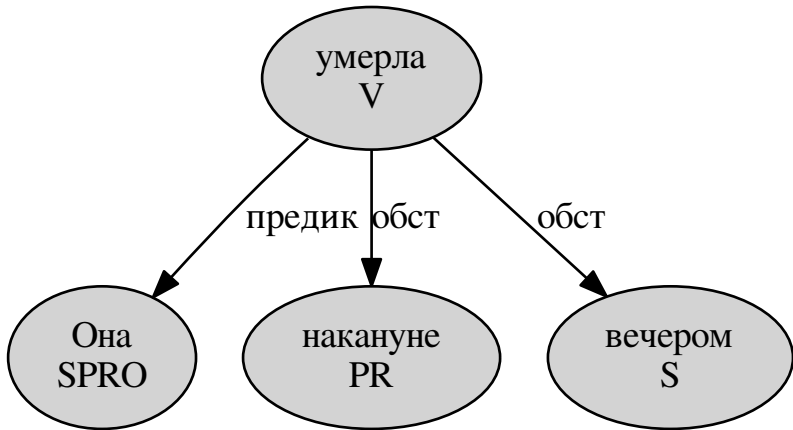 умерла
V
предик обст обст
Она накануне вечером
SPRO PR S